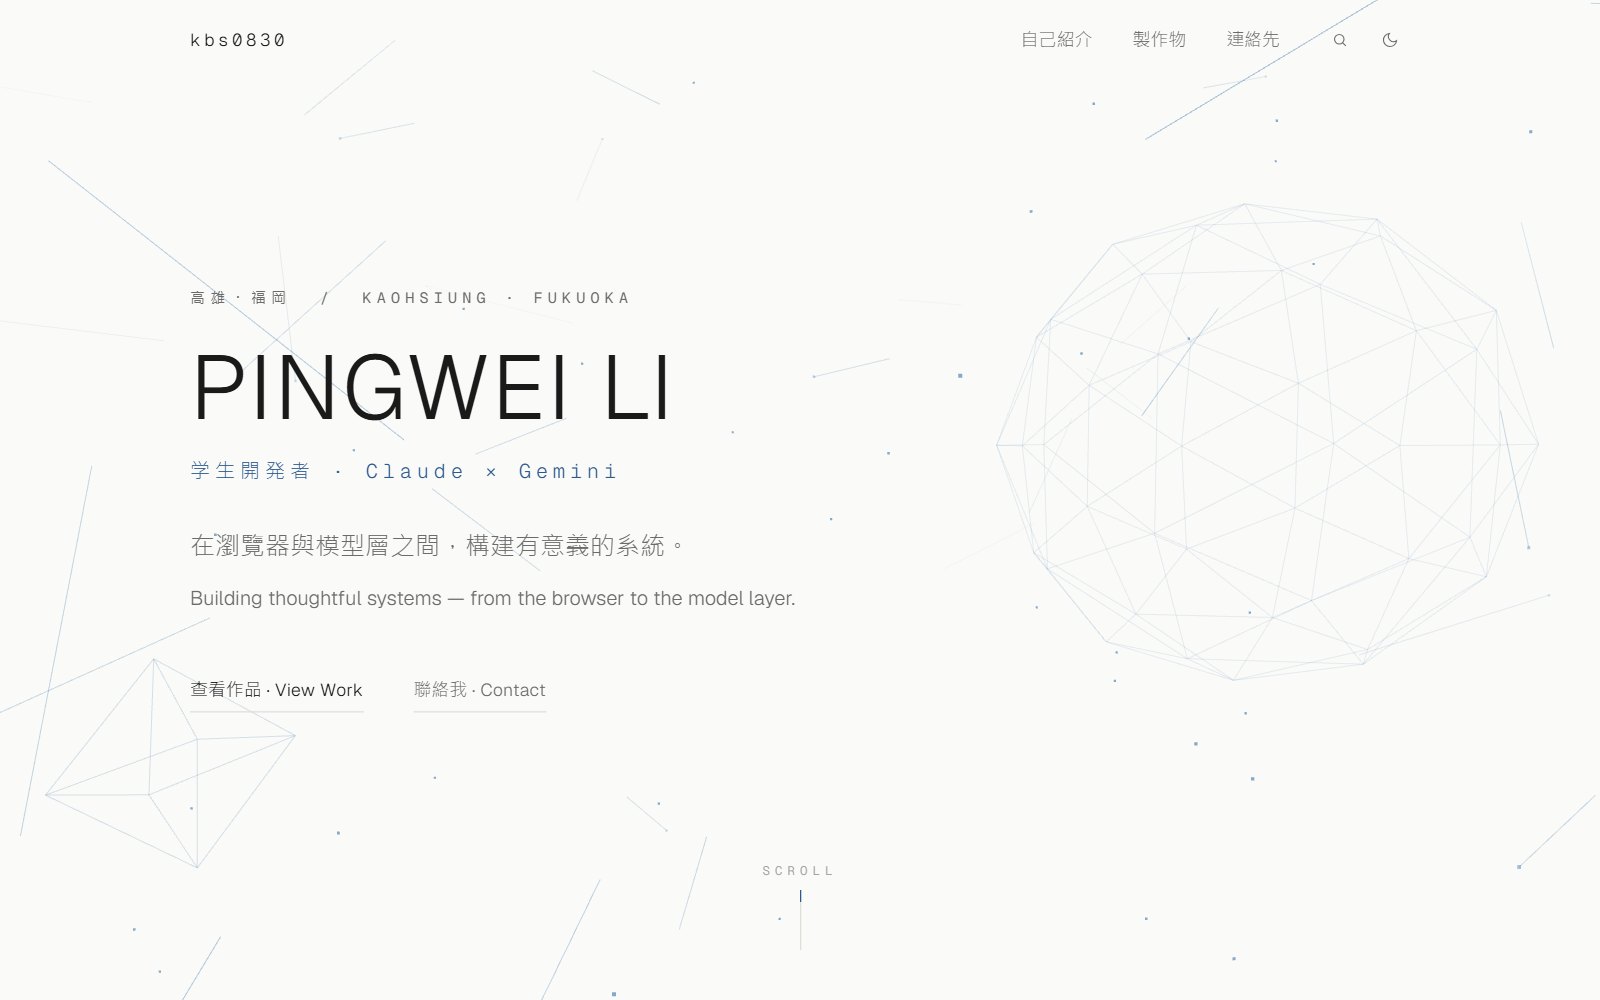 kbs0830
自己紹介 製作物 連絡先
高雄 · 福岡 / KAOHSIUNG · FUKUOKA
PINGWEI LI
学生開発者 · Claude × Gemini
在瀏覽器與模型層之間，構建有意義的系統。
Building thoughtful systems — from the browser to the model layer.
查看作品 · View Work 聯絡我 · Contact
SCROLL